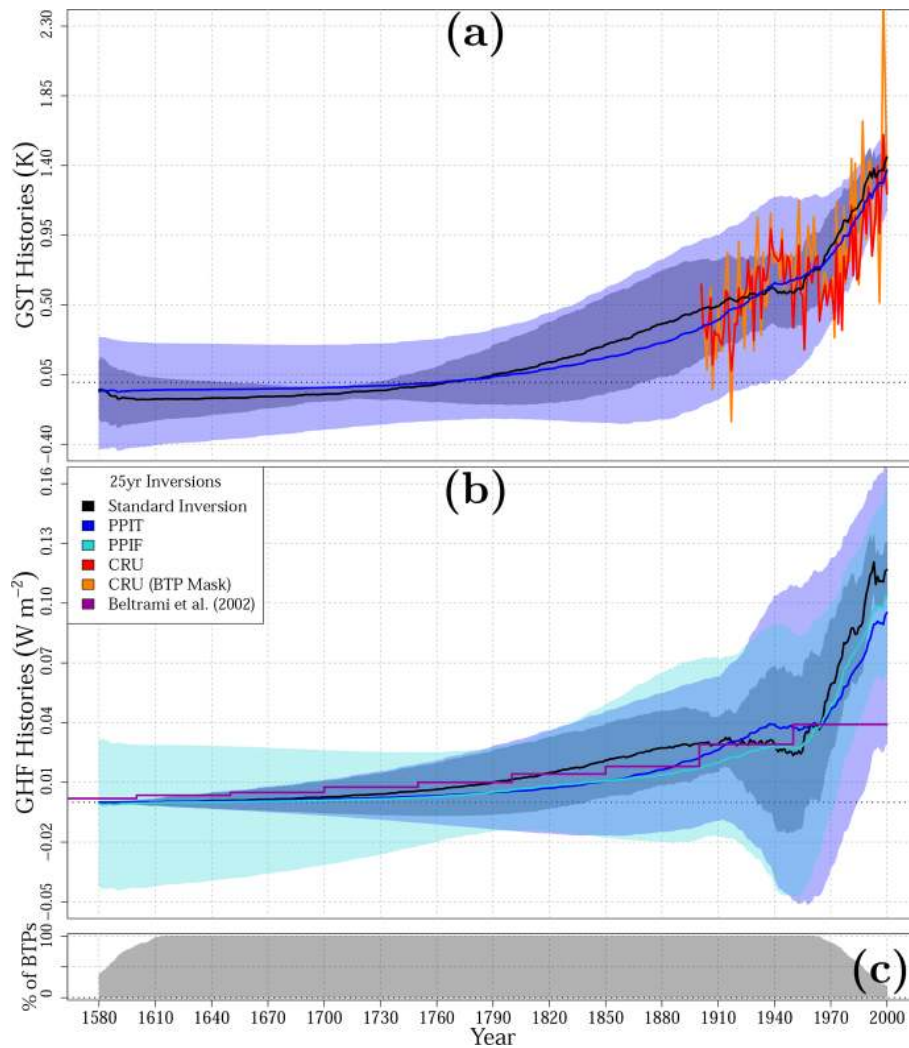 (a)
GST Histories (K)
2.30
1.85
1.40
0.95
0.50
0.05
−0.40
(b)
GHF Histories (W m−2)
0.16
0.13
0.10
0.07
0.04
0.01
−0.02
−0.05
25yr Inversions
Standard Inversion
PPIT
PPIF
CRU
CRU (BTP Mask)
Beltrami et al. (2002)
(c)
% of BTPs
100
0
1580 1610 1640 1670 1700 1730 1760 1790 1820 1850 1880 1910 1940 1970 2000
Year